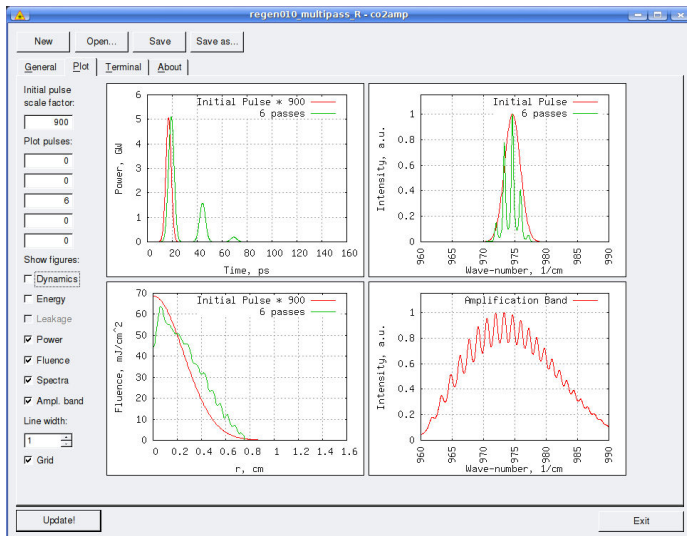 regen010_multipass_R - co2amp
New Open... Save Save as...
General Plot Terminal About
Initial pulse
scale factor:
900
Plot pulses:
0
0
6
0
0
Show figures:
Dynamics
Energy
Leakage
Power
Fluence
Spectra
Ampl. band
Line width:
1
Grid
Initial Pulse * 900
6 passes
Power, GW
6
5
4
3
2
1
0
0 20 40 60 80 100 120 140 160
Time, ps
Initial Pulse
6 passes
Intensity, a.u.
1
0.8
0.6
0.4
0.2
0
960 965 970 975 980 985 990
Wave-number, 1/cm
Initial Pulse * 900
6 passes
Fluence, mJ/cm^2
70
60
50
40
30
20
10
0
0 0.2 0.4 0.6 0.8 1 1.2 1.4 1.6
r, cm
Amplification Band
Intensity, a.u.
1
0.8
0.6
0.4
0.2
0
960 965 970 975 980 985 990
Wave-number, 1/cm
Update! Exit